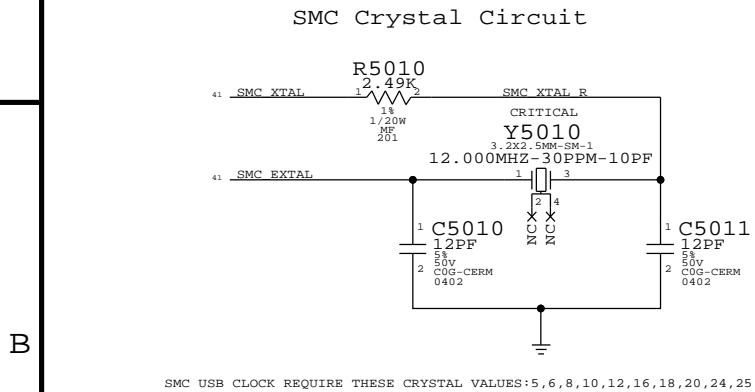 SMC Crystal Circuit
R5010
2.49K
41 SMC_XTAL 1 2 SMC_XTAL_R
1%
1/20W
MF
201
CRITICAL
Y5010
3.2X2.5MM-SM-1
12.000MHZ-30PPM-10PF
41 SMC_EXTAL 1 3
2 4
NC NC
1 C5010
12PF
5%
50V
2 C0G-CERM
0402
1 C5011
12PF
5%
50V
2 C0G-CERM
0402
B
SMC USB CLOCK REQUIRE THESE CRYSTAL VALUES:5,6,8,10,12,16,18,20,24,25